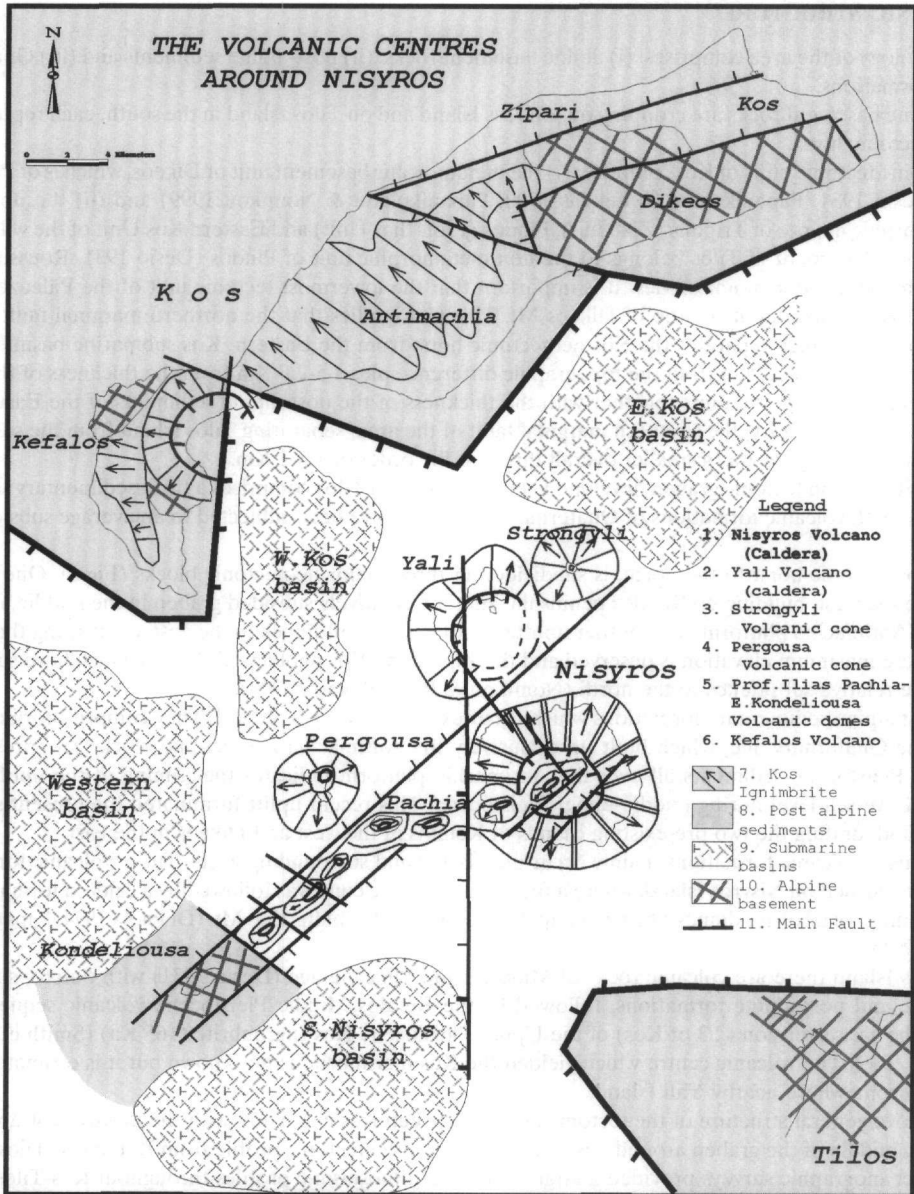 THE VOLCANIC CENTRES
AROUND NISYROS
N
0 2 4 Kilometers
Zipari
Kos
Dikeos
Kos
Antimachia
Kefalos
E.Kos
basin
W.Kos
basin
Yali
Strongyli
Nisyros
Pergousa
Pachia
Western
basin
Kondeliousa
S.Nisyros
basin
Tilos
Legend
1. Nisyros Volcano
(Caldera)
2. Yali Volcano
(caldera)
3. Strongyli
Volcanic cone
4. Pergousa
Volcanic cone
5. Prof.Ilias Pachia-
E.Kondeliousa
Volcanic domes
6. Kefalos Volcano
7. Kos
Ignimbrite
8. Post alpine
sediments
9. Submarine
basins
10. Alpine
basement
11. Main Fault